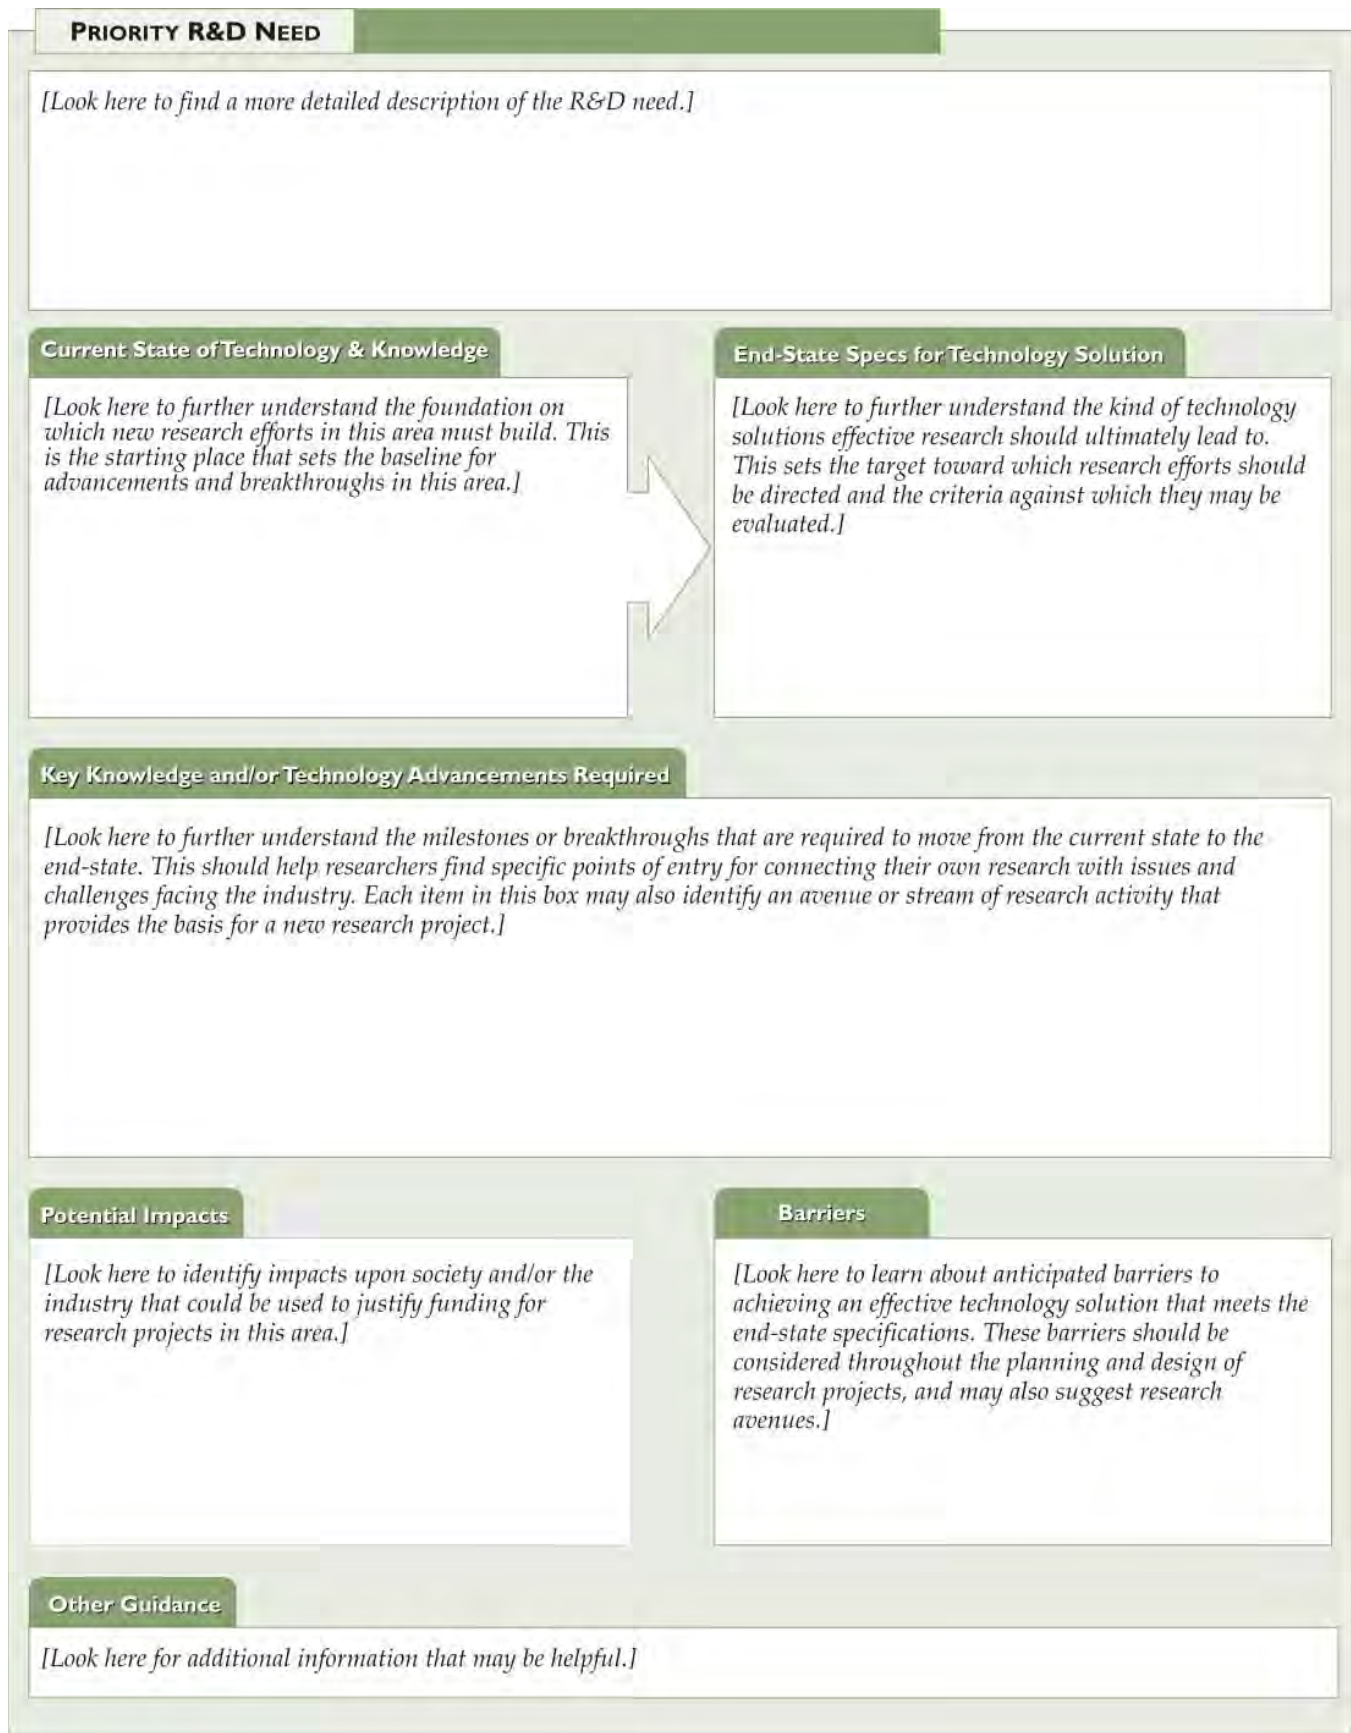 PRIORITY R&D NEED
[Look here to find a more detailed description of the R&D need.]
Current State of Technology & Knowledge
[Look here to further understand the foundation on
which new research efforts in this area must build. This
is the starting place that sets the baseline for
advancements and breakthroughs in this area.]
End-State Specs for Technology Solution
[Look here to further understand the kind of technology
solutions effective research should ultimately lead to.
This sets the target toward which research efforts should
be directed and the criteria against which they may be
evaluated.]
Key Knowledge and/or Technology Advancements Required
[Look here to further understand the milestones or breakthroughs that are required to move from the current state to the
end-state. This should help researchers find specific points of entry for connecting their own research with issues and
challenges facing the industry. Each item in this box may also identify an avenue or stream of research activity that
provides the basis for a new research project.]
Potential Impacts
[Look here to identify impacts upon society and/or the
industry that could be used to justify funding for
research projects in this area.]
Barriers
[Look here to learn about anticipated barriers to
achieving an effective technology solution that meets the
end-state specifications. These barriers should be
considered throughout the planning and design of
research projects, and may also suggest research
avenues.]
Other Guidance
[Look here for additional information that may be helpful.]